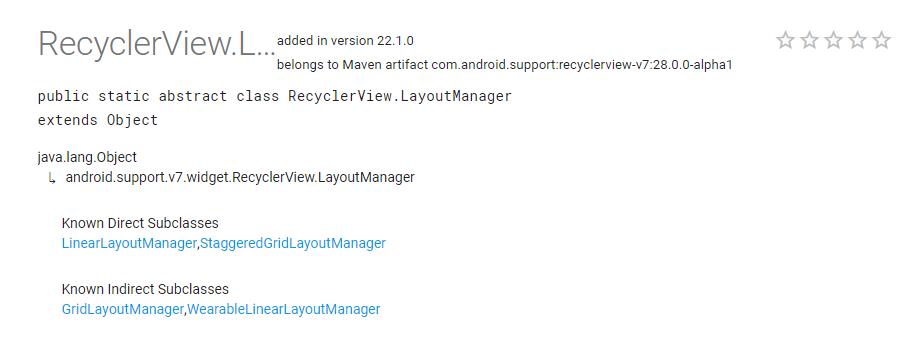 RecyclerView.L...
added in version 22.1.0
belongs to Maven artifact com.android.support:recyclerview-v7:28.0.0-alpha1
public static abstract class RecyclerView.LayoutManager
extends Object
java.lang.Object
↳ android.support.v7.widget.RecyclerView.LayoutManager
Known Direct Subclasses
LinearLayoutManager,StaggeredGridLayoutManager
Known Indirect Subclasses
GridLayoutManager,WearableLinearLayoutManager